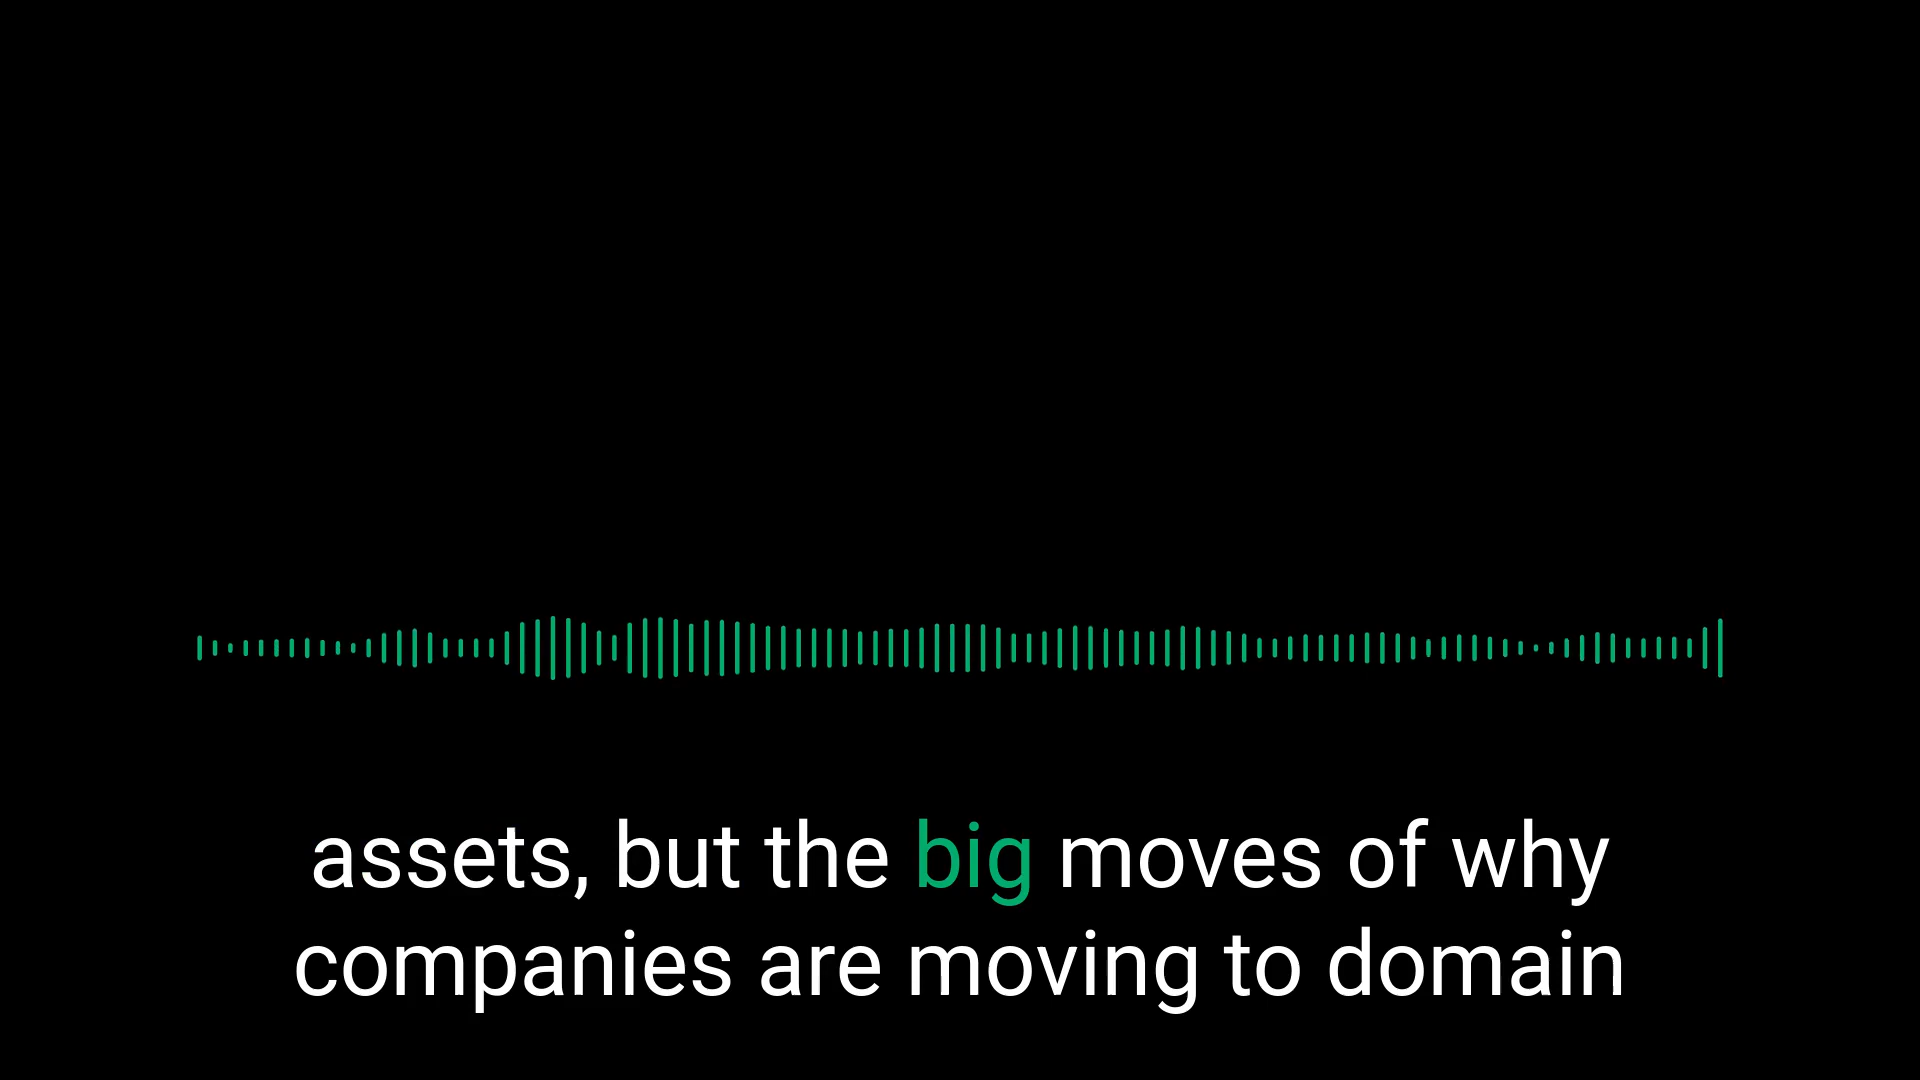 assets, but the big moves of why
companies are moving to domain